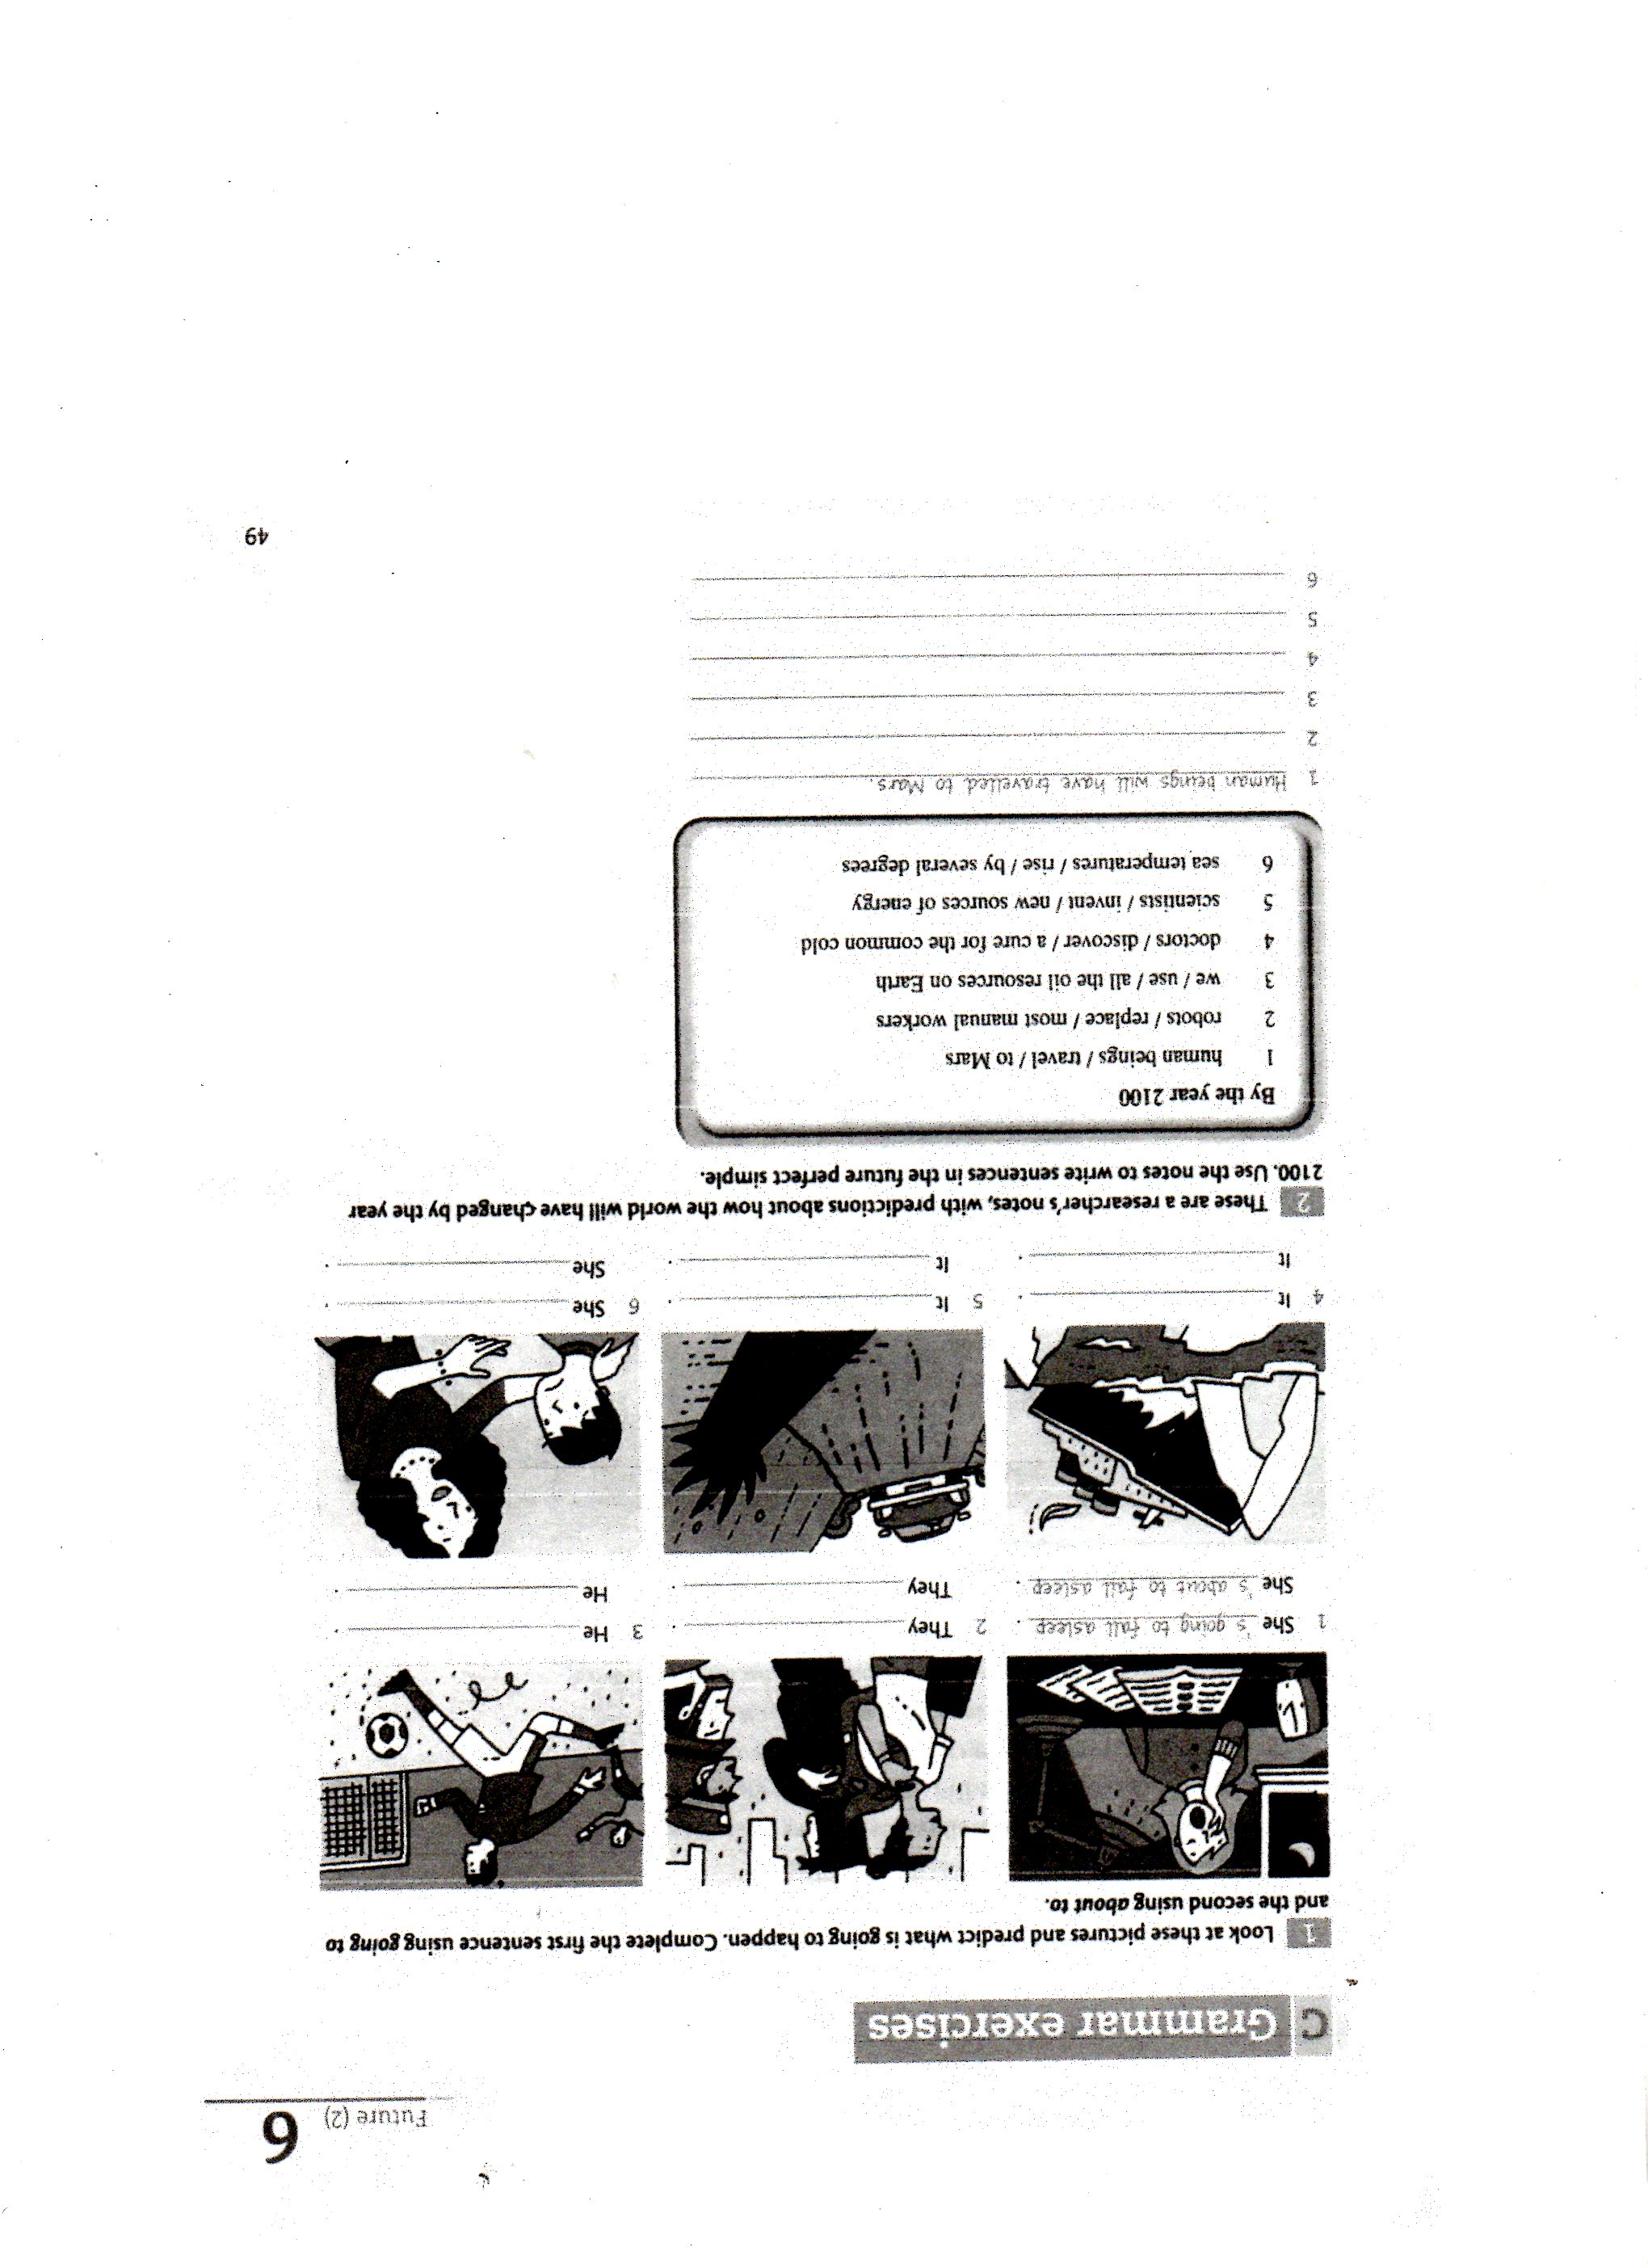 Future (2) 6
C Grammar exercises
1 Look at these pictures and predict what is going to happen. Complete the first sentence using going to
and the second using about to.
1 She 's going to fall asleep . 2 They . 3 He .
She 's about to fall asleep . They . He .
4 It . 5 It . 6 She .
It . It . She .
2 These are a researcher's notes, with predictions about how the world will have changed by the year
2100. Use the notes to write sentences in the future perfect simple.
By the year 2100
1 human beings / travel / to Mars
2 robots / replace / most manual workers
3 we / use / all the oil resources on Earth
4 doctors / discover / a cure for the common cold
5 scientists / invent / new sources of energy
6 sea temperatures / rise / by several degrees
1 Human beings will have travelled to Mars.
2
3
4
5
6
49